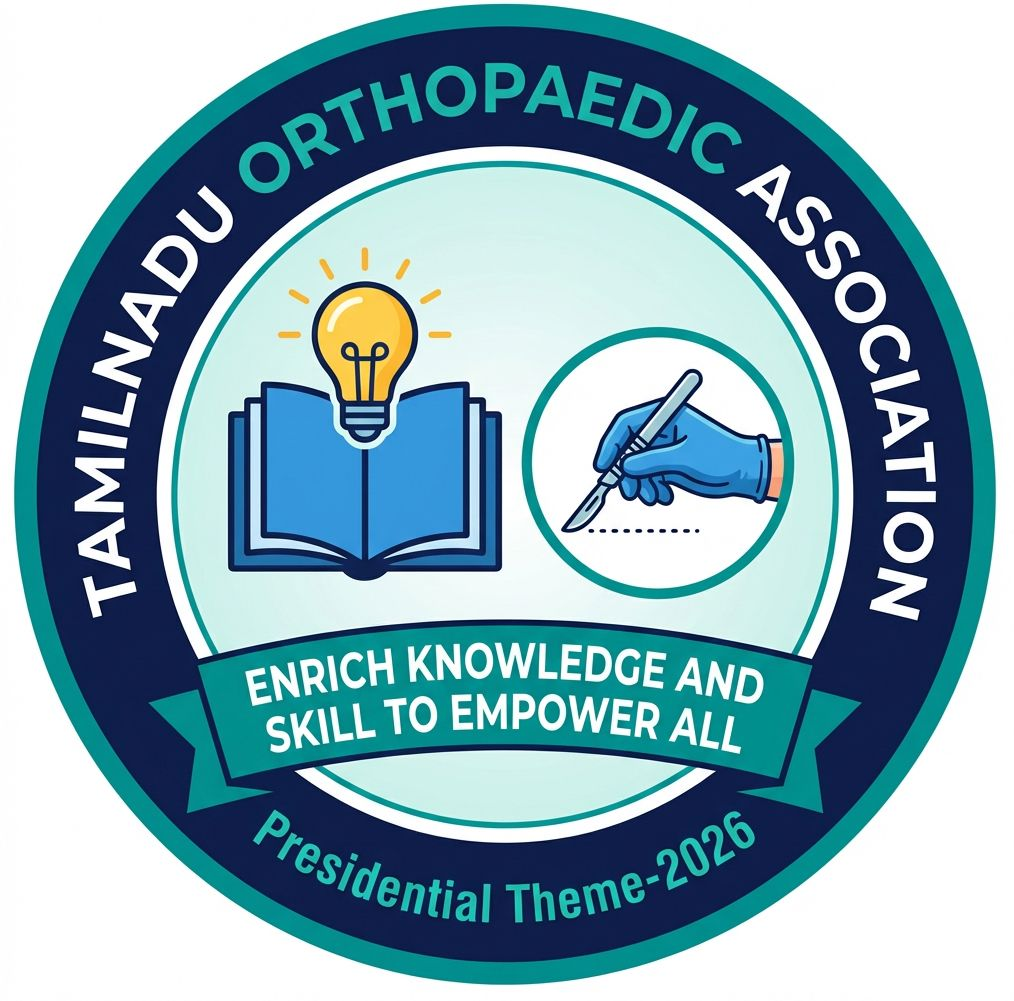 TAMILNADU ORTHOPAEDIC ASSOCIATION
ENRICH KNOWLEDGE AND
SKILL TO EMPOWER ALL
Presidential Theme-2026